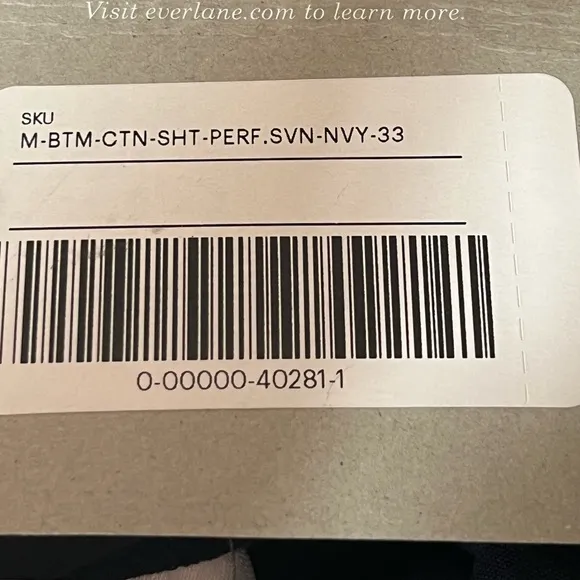 Visit everlane.com to learn more.
SKU
M-BTM-CTN-SHT-PERF.SVN-NVY-33
0-00000-40281-1